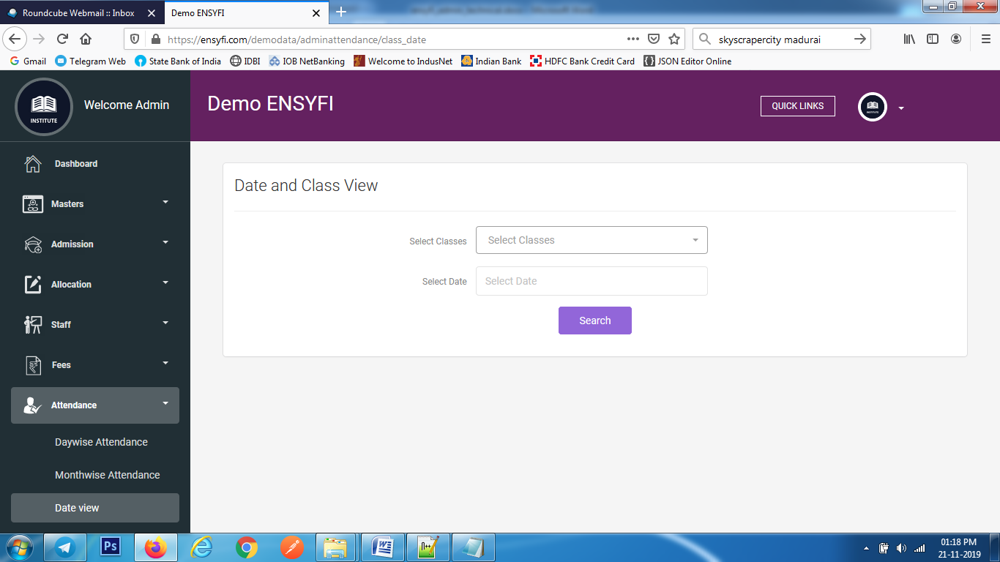 Roundcube Webmail :: Inbox
Demo ENSYFI
https://ensyfi.com/demodata/adminattendance/class_date
skyscrapercity madurai
Gmail
Telegram Web
State Bank of India
IDBI
IOB NetBanking
Welcome to IndusNet
Indian Bank
HDFC Bank Credit Card
JSON Editor Online
INSTITUTE
Welcome Admin
Demo ENSYFI
QUICK LINKS
INSTITUTE
Dashboard
Masters
Admission
Allocation
Staff
Fees
Attendance
Daywise Attendance
Monthwise Attendance
Date view
Date and Class View
Select Classes
Select Classes
Select Date
Select Date
Search
Ps
W
N++
01:18 PM
21-11-2019